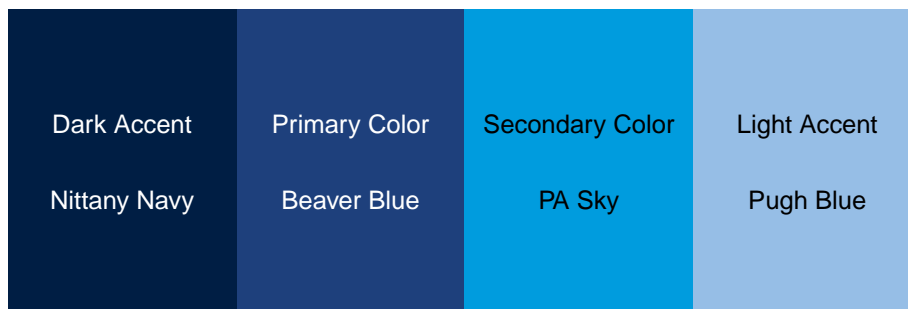 Dark Accent
Nittany Navy
Primary Color
Beaver Blue
Secondary Color
PA Sky
Light Accent
Pugh Blue